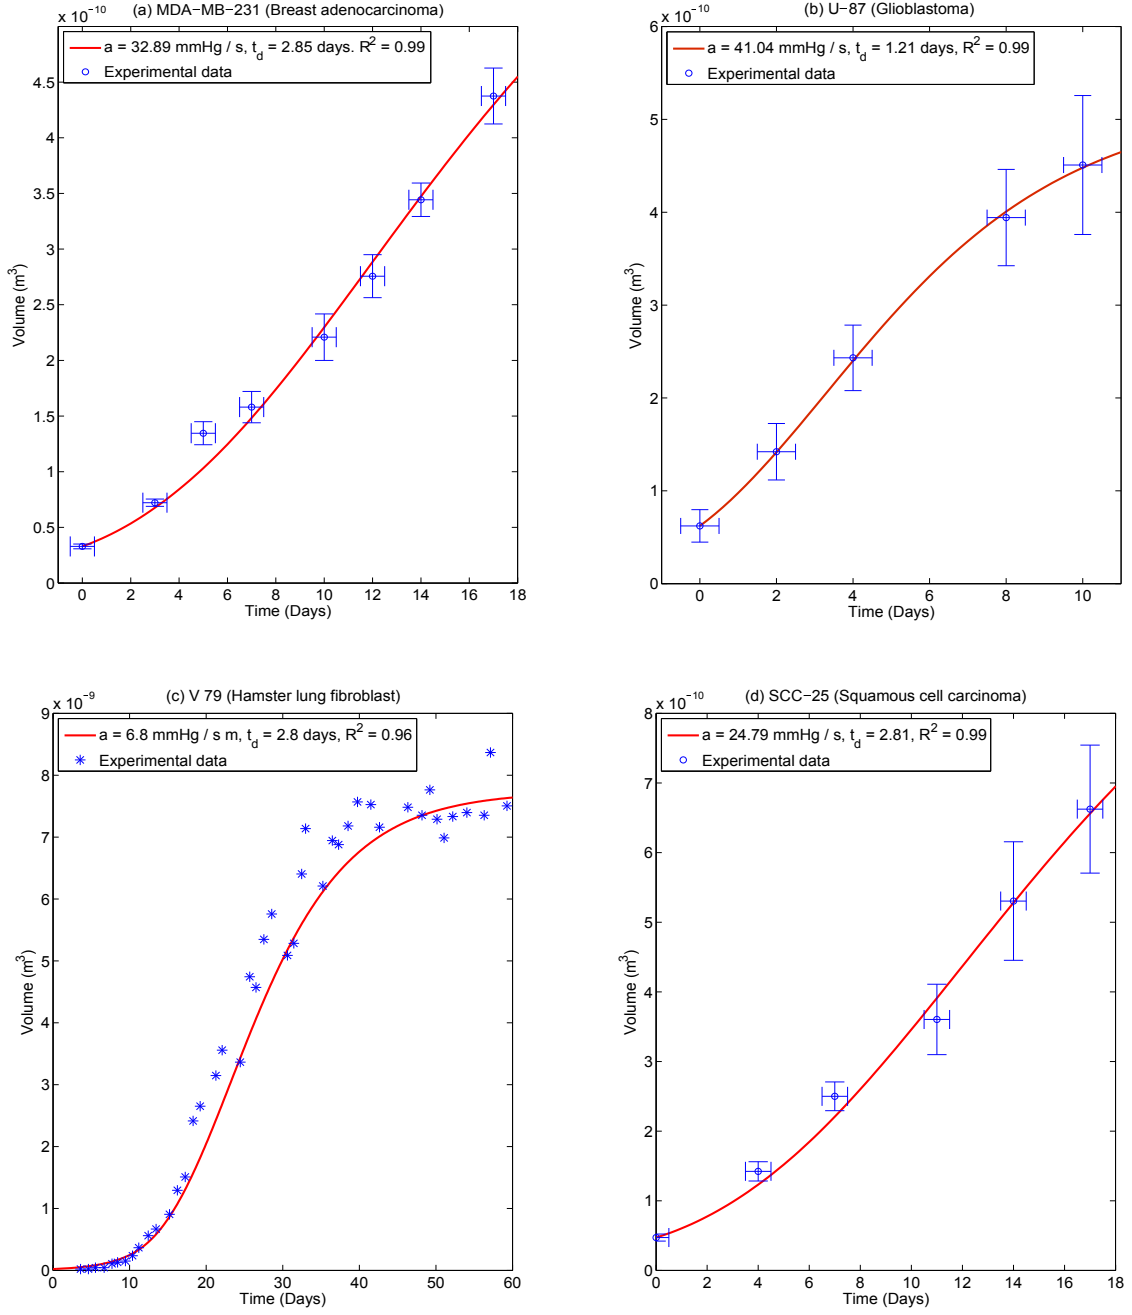 (a) MDA−MB−231 (Breast adenocarcinoma)
x 10^−10
a = 32.89 mmHg / s, t_d = 2.85 days. R^2 = 0.99
Experimental data
Volume (m^3)
4.5
4
3.5
3
2.5
2
1.5
1
0.5
0
0 2 4 6 8 10 12 14 16 18
Time (Days)
(b) U−87 (Glioblastoma)
x 10^−10
a = 41.04 mmHg / s, t_d = 1.21 days, R^2 = 0.99
Experimental data
Volume (m^3)
6
5
4
3
2
1
0
0 2 4 6 8 10
Time (Days)
(c) V 79 (Hamster lung fibroblast)
x 10^−9
a = 6.8 mmHg / s m, t_d = 2.8 days, R^2 = 0.96
Experimental data
Volume (m^3)
9
8
7
6
5
4
3
2
1
0
0 10 20 30 40 50 60
Time (Days)
(d) SCC−25 (Squamous cell carcinoma)
x 10^−10
a = 24.79 mmHg / s, t_d = 2.81, R^2 = 0.99
Experimental data
Volume (m^3)
8
7
6
5
4
3
2
1
0
0 2 4 6 8 10 12 14 16 18
Time (Days)